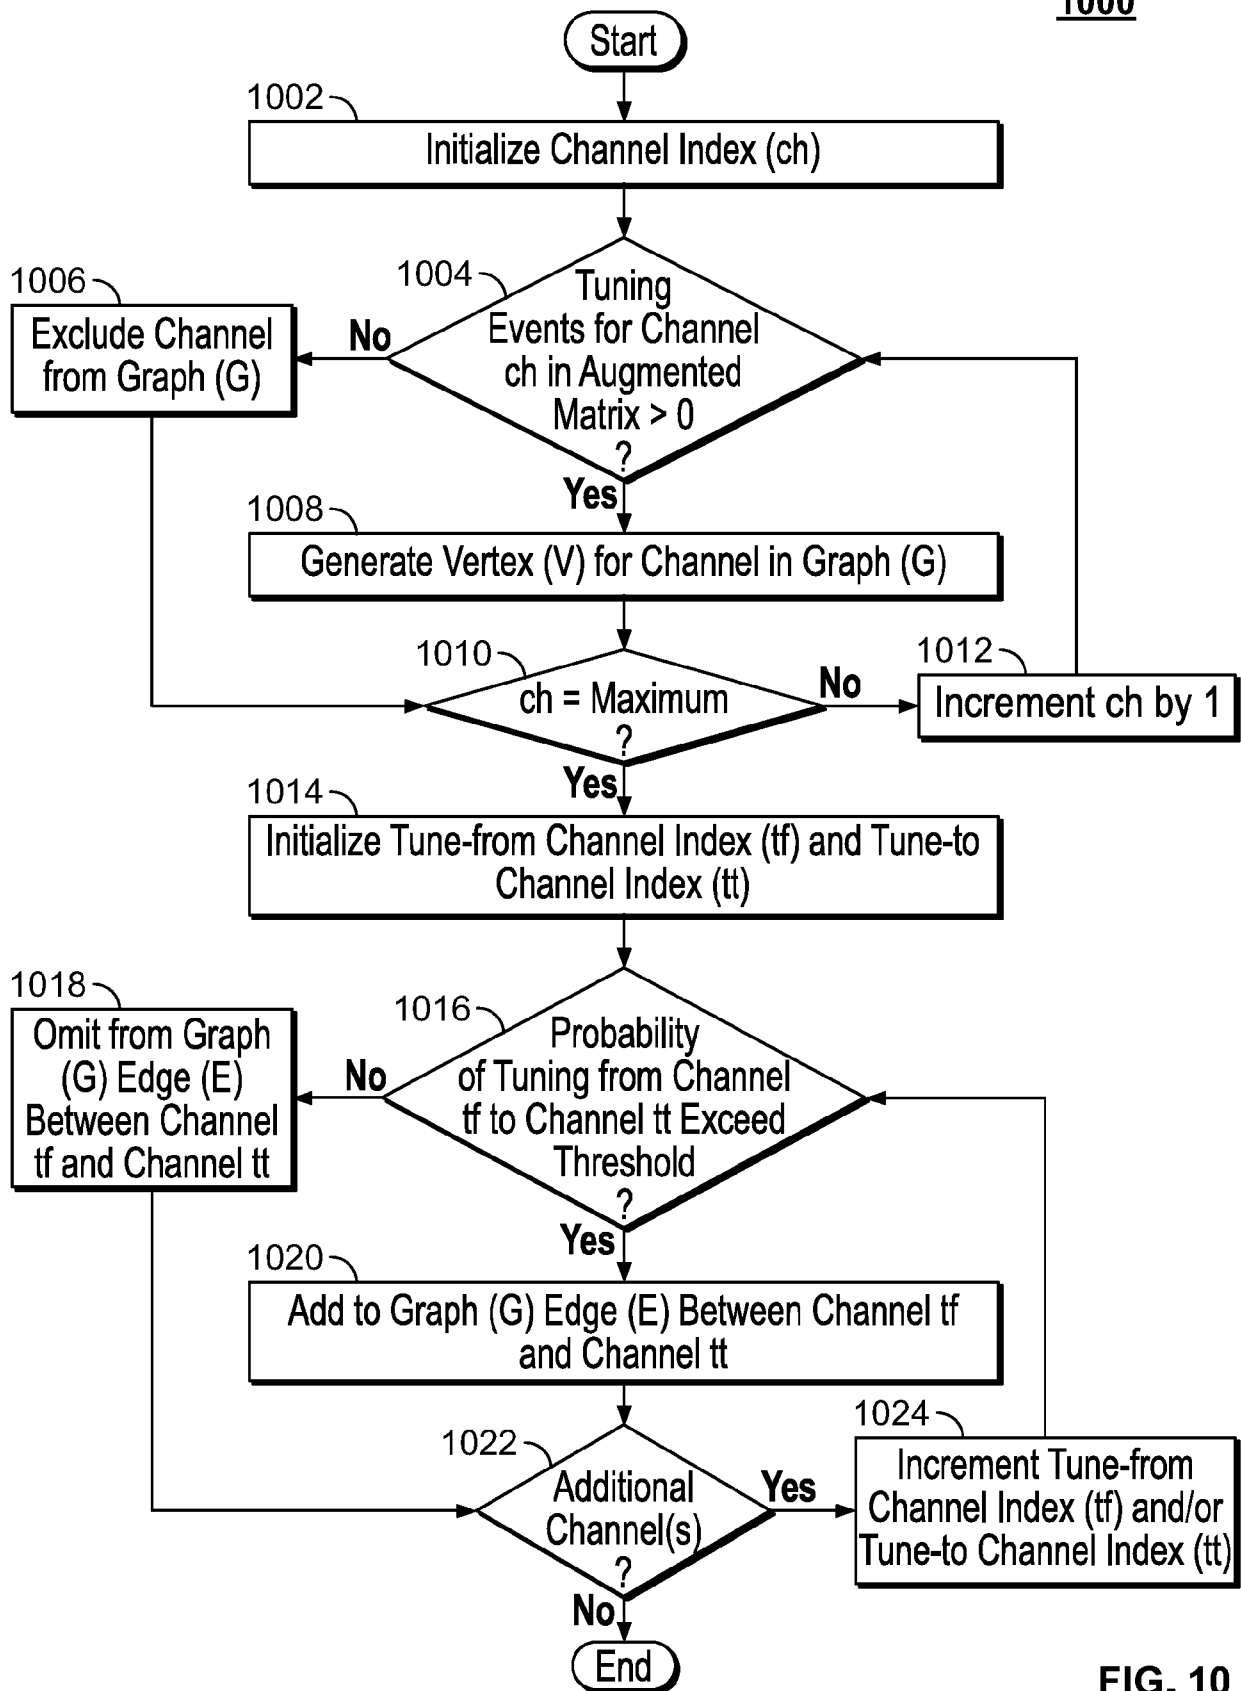 1000
Start
1002
Initialize Channel Index (ch)
1004
Tuning
Events for Channel
ch in Augmented
Matrix > 0
?
1006
Exclude Channel
from Graph (G)
No
Yes
1008
Generate Vertex (V) for Channel in Graph (G)
1010
ch = Maximum
?
No
1012
Increment ch by 1
Yes
1014
Initialize Tune-from Channel Index (tf) and Tune-to
Channel Index (tt)
1016
Probability
of Tuning from Channel
tf to Channel tt Exceed
Threshold
?
No
1018
Omit from Graph
(G) Edge (E)
Between Channel
tf and Channel tt
Yes
1020
Add to Graph (G) Edge (E) Between Channel tf
and Channel tt
1022
Additional
Channel(s)
?
Yes
1024
Increment Tune-from
Channel Index (tf) and/or
Tune-to Channel Index (tt)
No
End
FIG. 10